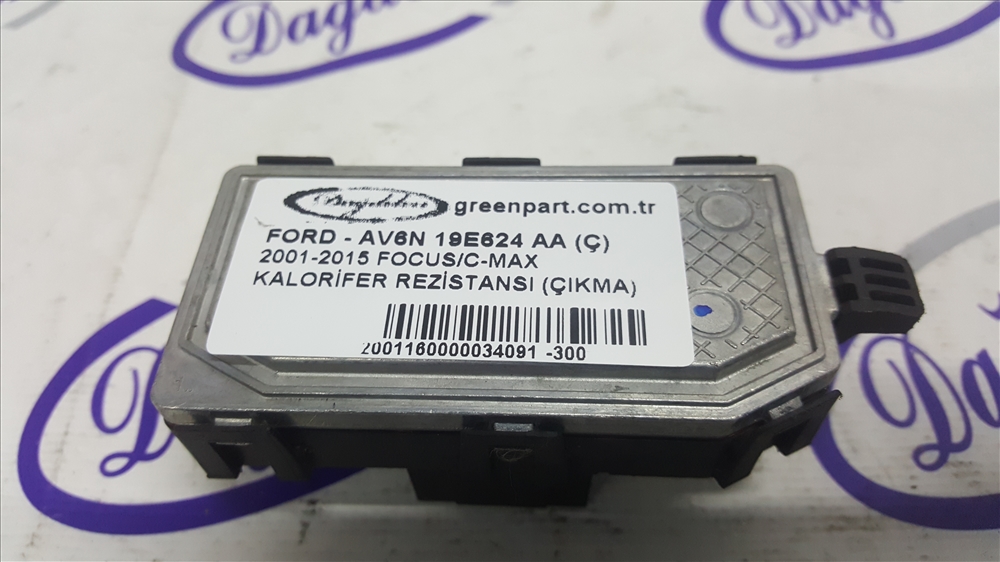 greenpart.com.tr
FORD - AV6N 19E624 AA (Ç)
2001-2015 FOCUS/C-MAX
KALORİFER REZİSTANSI (ÇIKMA)
2001160000034091 -300